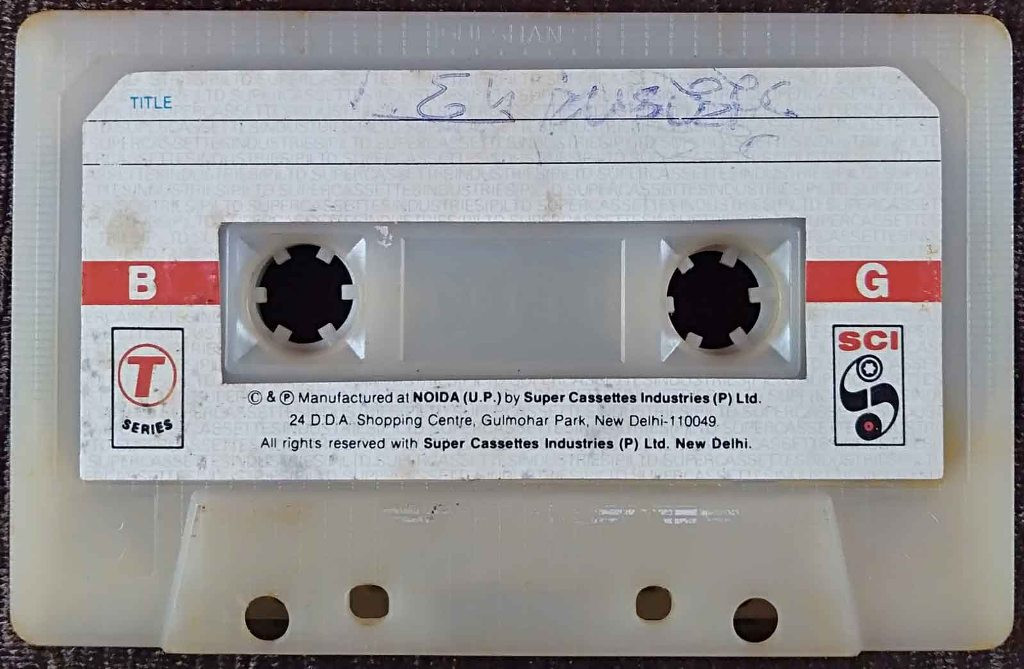 GULSHAN
TITLE
B
G
T
SERIES
SCI
© & ℗ Manufactured at NOIDA (U.P.) by Super Cassettes Industries (P) Ltd.
24 D.D.A. Shopping Centre, Gulmohar Park, New Delhi-110049.
All rights reserved with Super Cassettes Industries (P) Ltd. New Delhi.